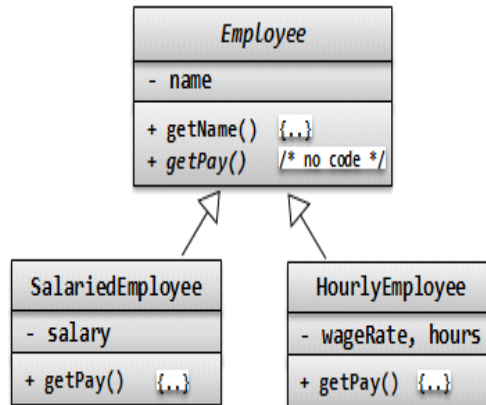 Employee
- name
+ getName() {..}
+ getPay() /* no code */
SalariedEmployee
- salary
+ getPay() {..}
HourlyEmployee
- wageRate, hours
+ getPay() {..}